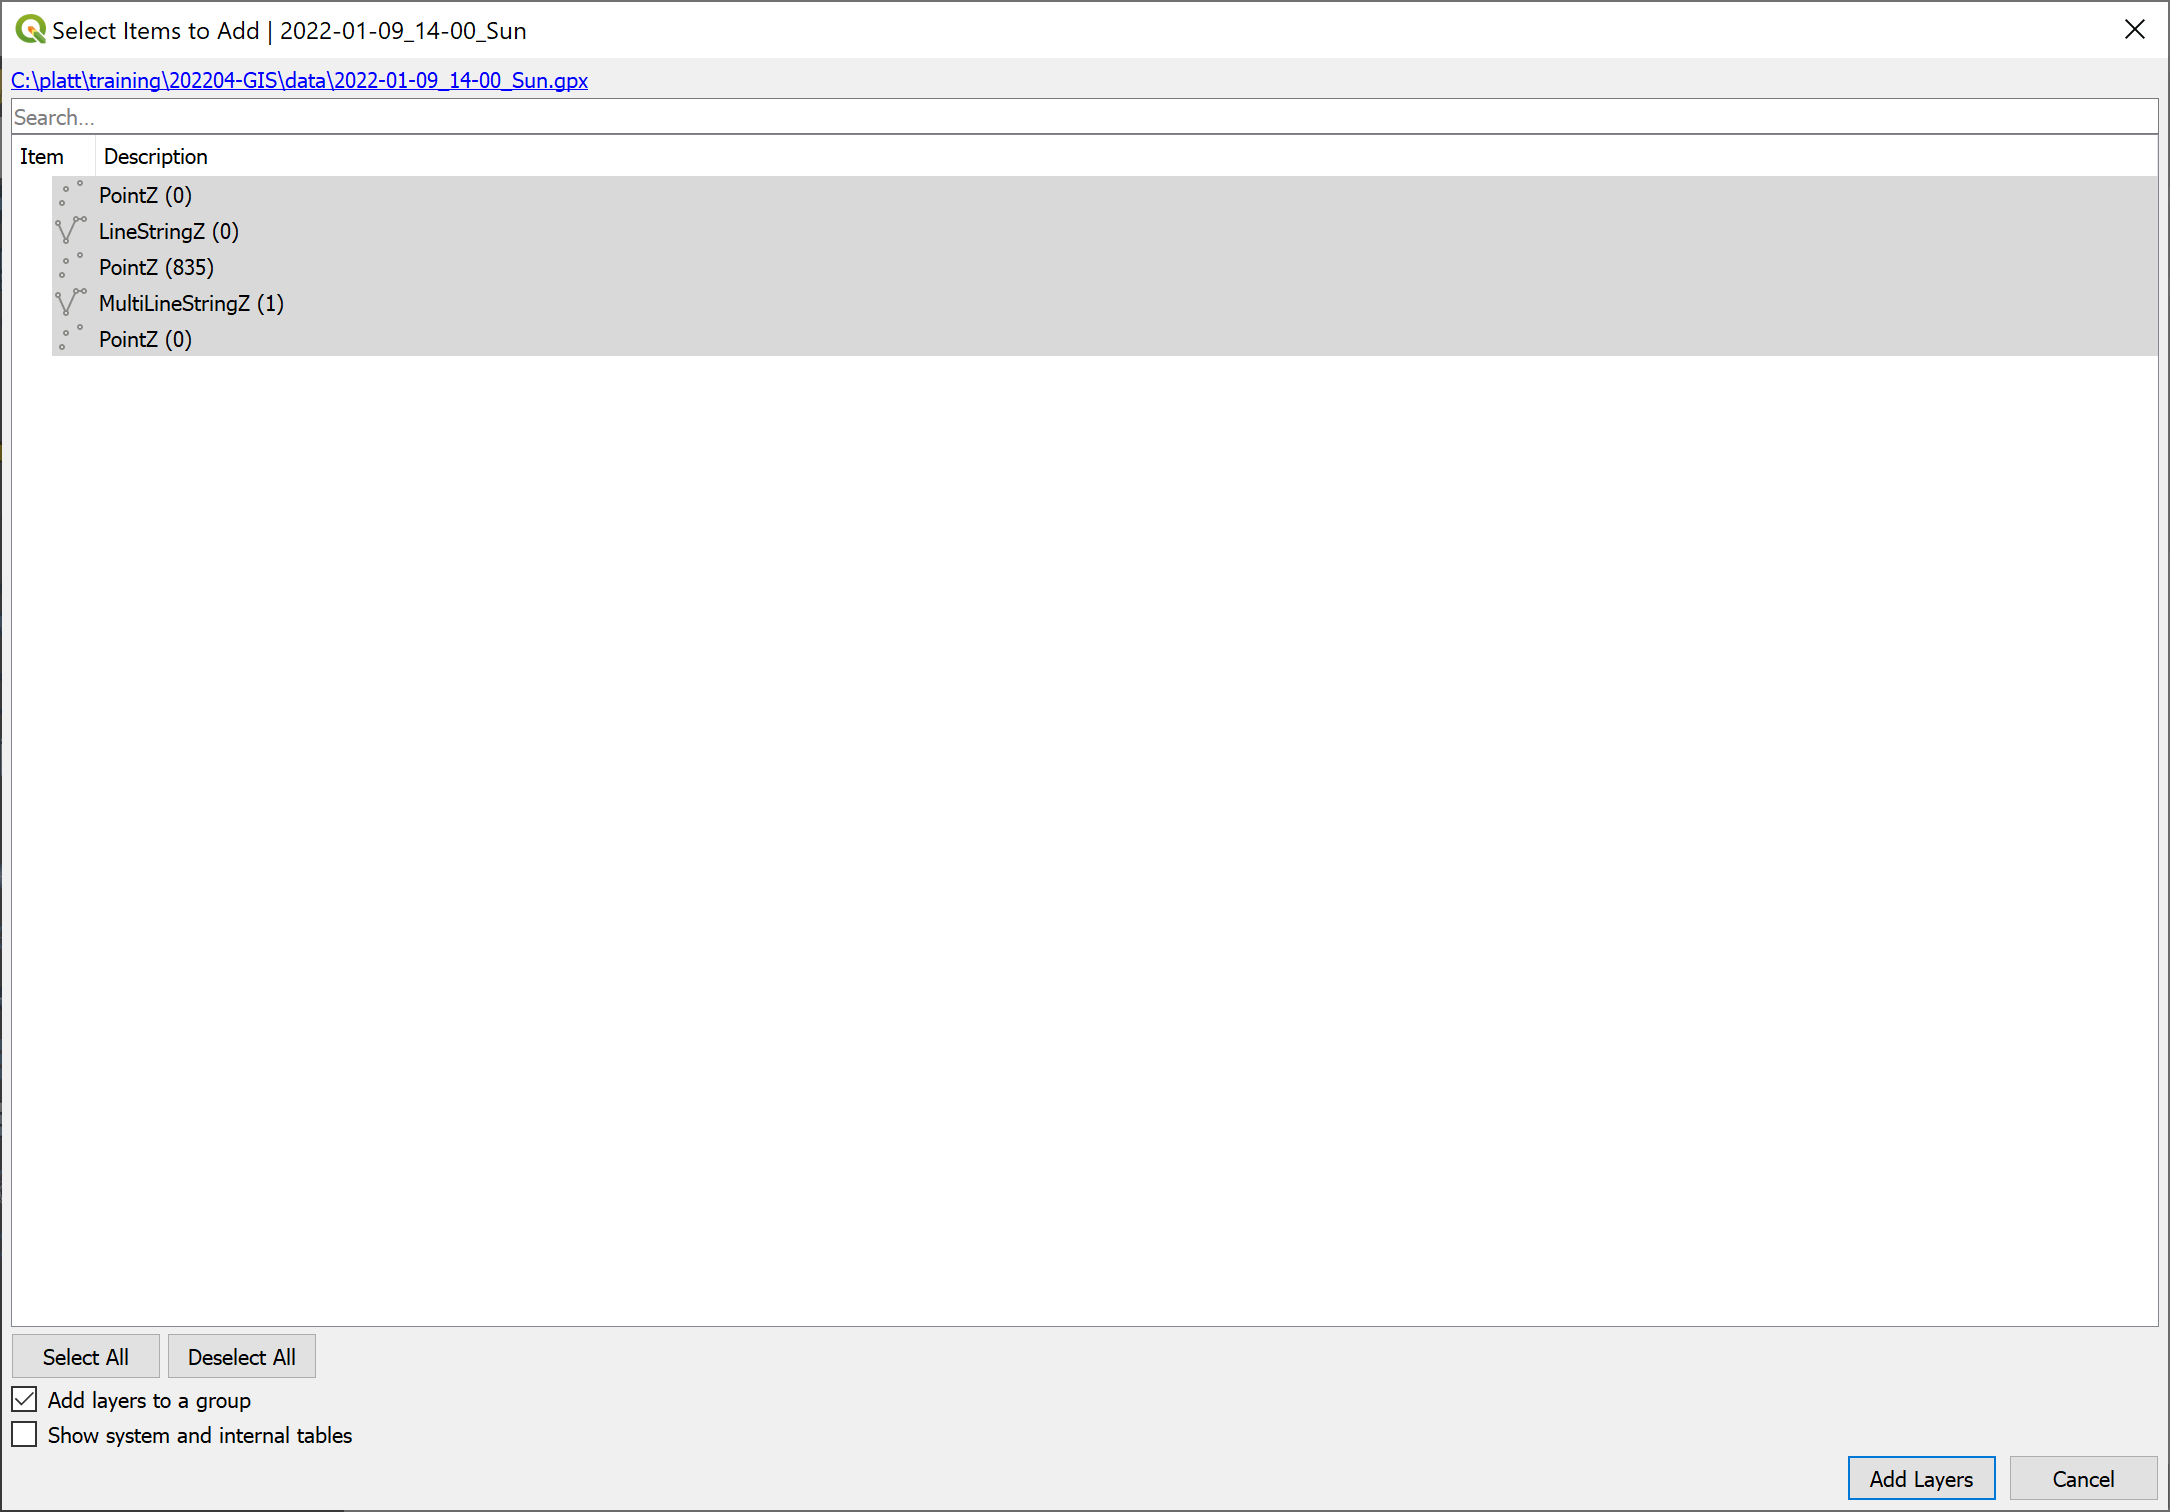 Select Items to Add | 2022-01-09_14-00_Sun
C:\platt\training\202204-GIS\data\2022-01-09_14-00_Sun.gpx
Search...
Item Description
PointZ (0)
LineStringZ (0)
PointZ (835)
MultiLineStringZ (1)
PointZ (0)
Select All Deselect All
Add layers to a group
Show system and internal tables
Add Layers Cancel